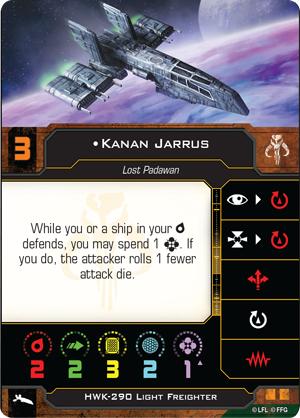 3
•Kanan Jarrus
Lost Padawan
While you or a ship in your
defends, you may spend 1 . If
you do, the attacker rolls 1 fewer
attack die.
2 2 3 2 1
HWK-290 Light Freighter
©LFL ©FFG